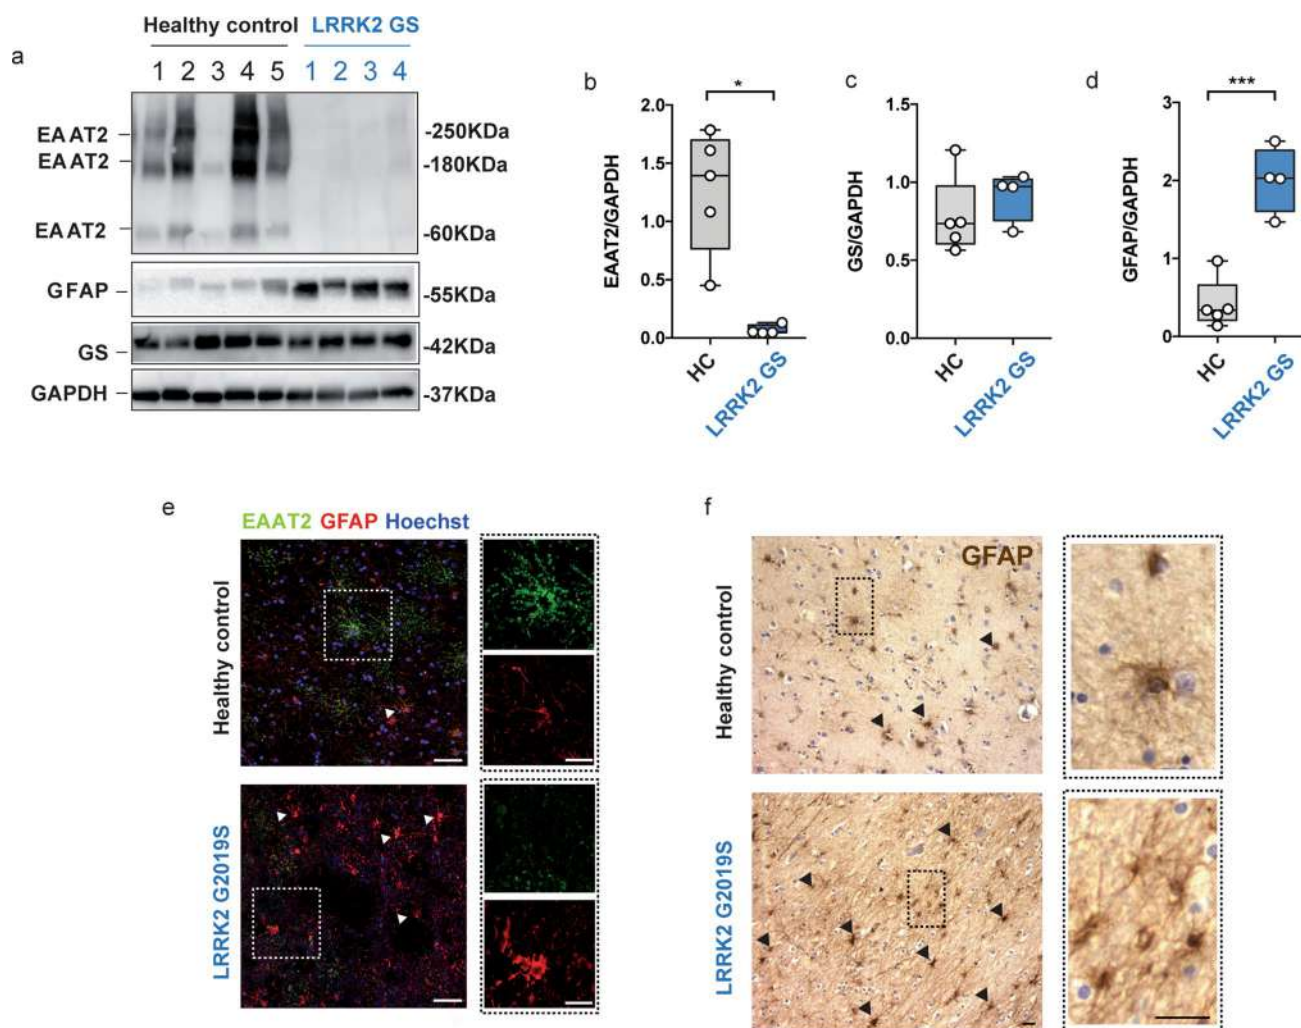 a
Healthy control LRRK2 GS
1 2 3 4 5 1 2 3 4
EAAT2 -250KDa
EAAT2 -180KDa
EAAT2 -60KDa
GFAP -55KDa
GS -42KDa
GAPDH -37KDa
b
*
EAAT2/GAPDH
2.0
1.5
1.0
0.5
0.0
HC
LRRK2 GS
c
GS/GAPDH
1.5
1.0
0.5
0.0
HC
LRRK2 GS
d
***
GFAP/GAPDH
3
2
1
0
HC
LRRK2 GS
e
EAAT2 GFAP Hoechst
Healthy control
LRRK2 G2019S
f
GFAP
Healthy control
LRRK2 G2019S